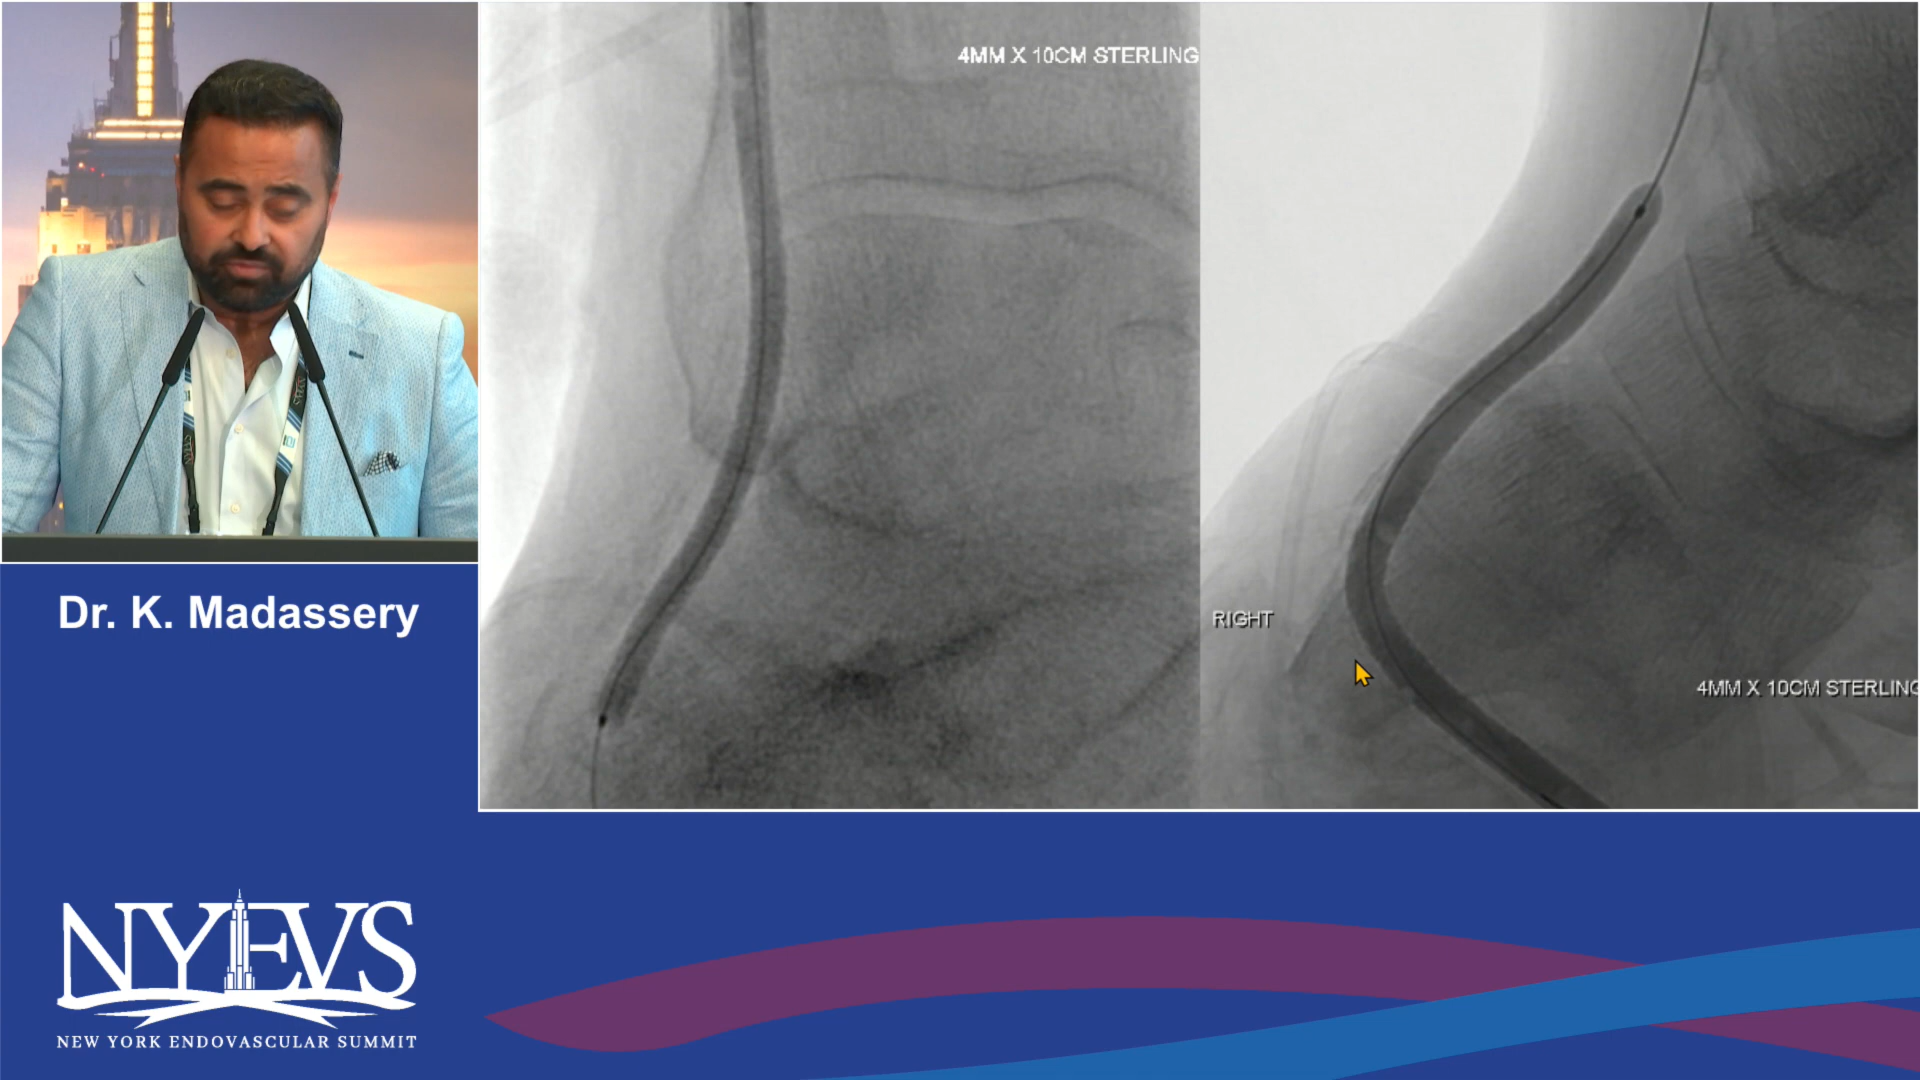 4MM X 10CM STERLING
RIGHT
4MM X 10CM STERLING
Dr. K. Madassery
NYEVS
NEW YORK ENDOVASCULAR SUMMIT